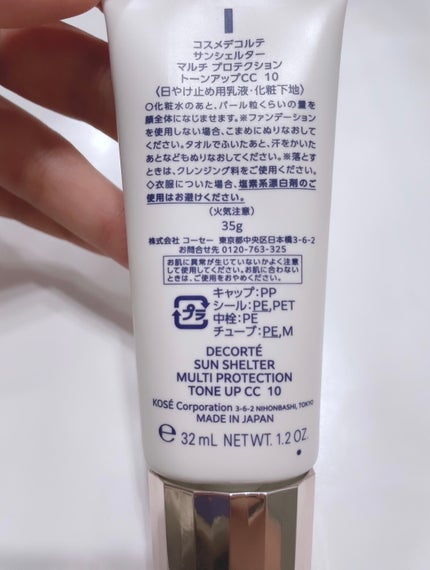 コスメデコルテ
サンシェルター
マルチ プロテクション
トーンアップCC 10
〈日やけ止め用乳液・化粧下地〉
○化粧水のあと、パール粒くらいの量を
顔全体になじませます。※ファンデーション
を使用しない場合、こまめにぬりなおして
ください。タオルでふいたあと、汗をかいた
あとなどもぬりなおしてください。※落とす
ときは、クレンジング料をご使用ください。
◇衣服についた場合、塩素系漂白剤のご
使用はお避けください。
(火気注意)
35g
株式会社 コーセー 東京都中央区日本橋3-6-2
お問合せ先 0120-763-325
お肌に異常が生じていないかよく注意
して使用してください。お肌に合わない
ときは、ご使用をおやめください。
プラ
キャップ:PP
シール:PE,PET
中栓:PE
チューブ:PE,M
DECORTÉ
SUN SHELTER
MULTI PROTECTION
TONE UP CC 10
KOSÉ Corporation 3-6-2 NIHONBASHI, TOKYO
MADE IN JAPAN
℮ 32 mL NET WT. 1.2 OZ.